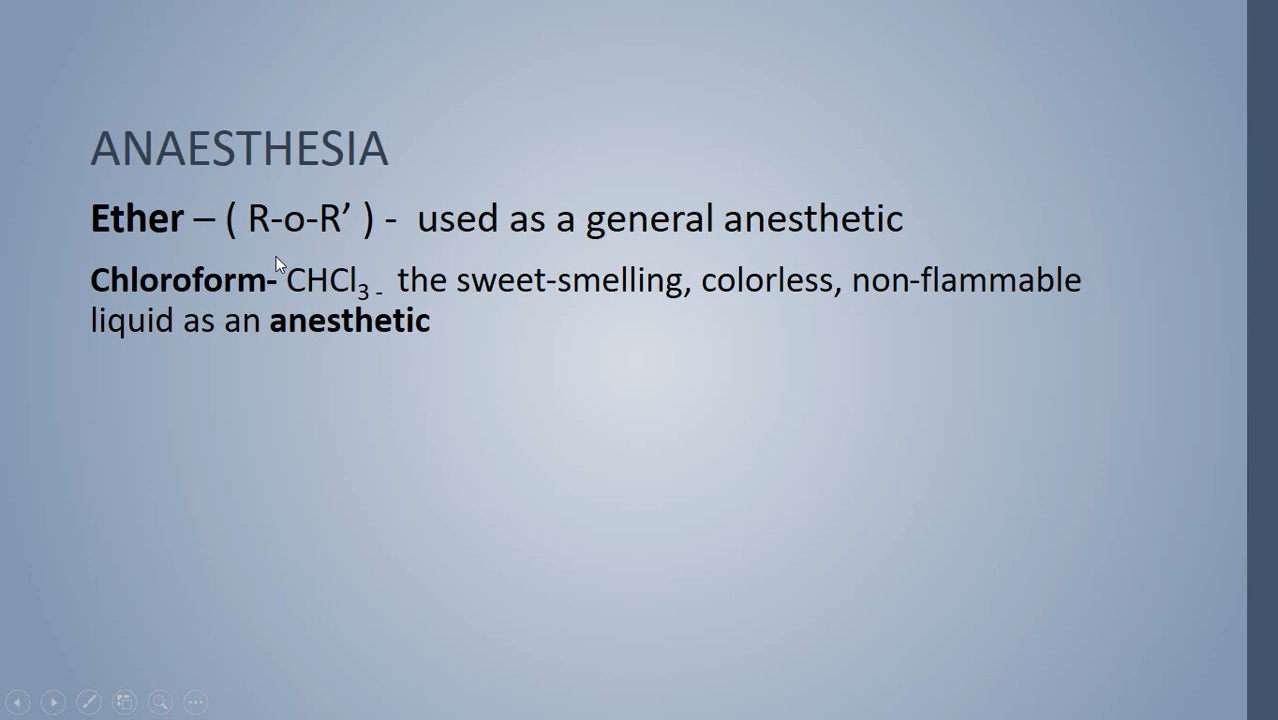 ANAESTHESIA
Ether – ( R-o-R’ ) - used as a general anesthetic
Chloroform- CHCl₃ - the sweet-smelling, colorless, non-flammable
liquid as an anesthetic